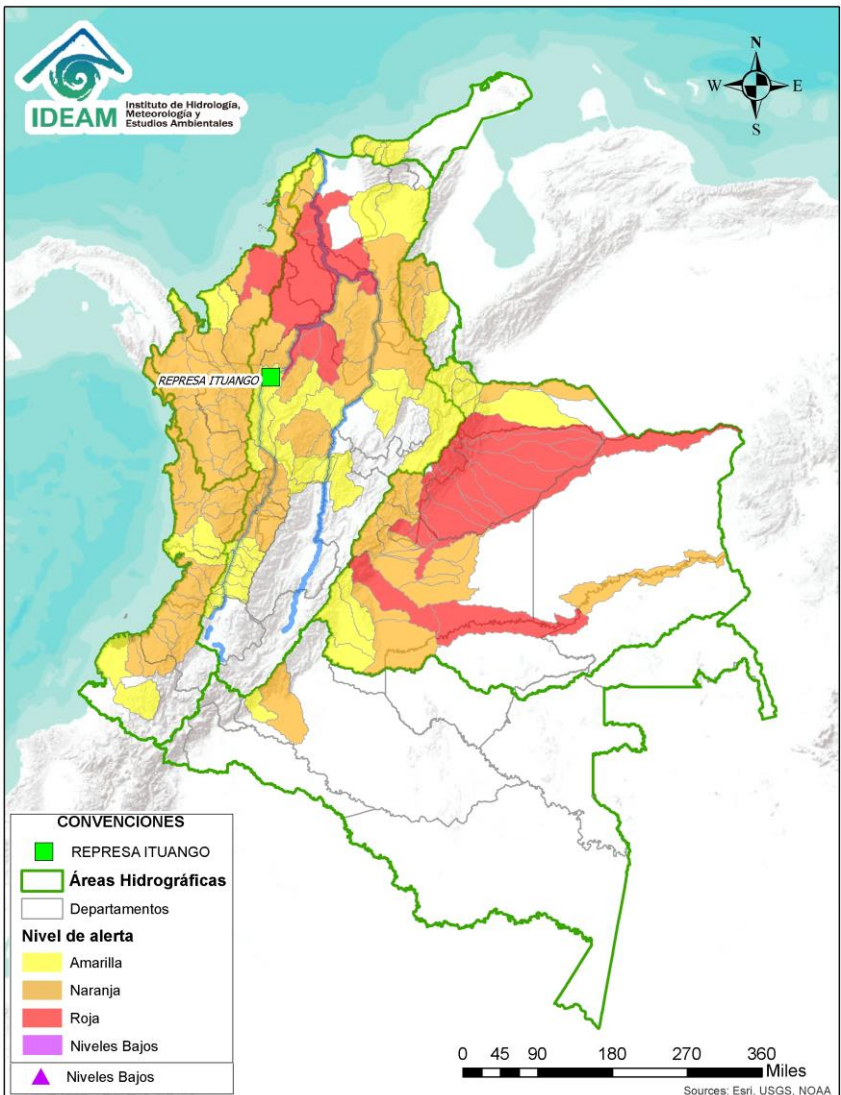 IDEAM
Instituto de Hidrología,
Meteorología y
Estudios Ambientales
N
W E
S
REPRESA ITUANGO
CONVENCIONES
REPRESA ITUANGO
Áreas Hidrográficas
Departamentos
Nivel de alerta
Amarilla
Naranja
Roja
Niveles Bajos
Niveles Bajos
0 45 90 180 270 360
Miles
Sources: Esri, USGS, NOAA